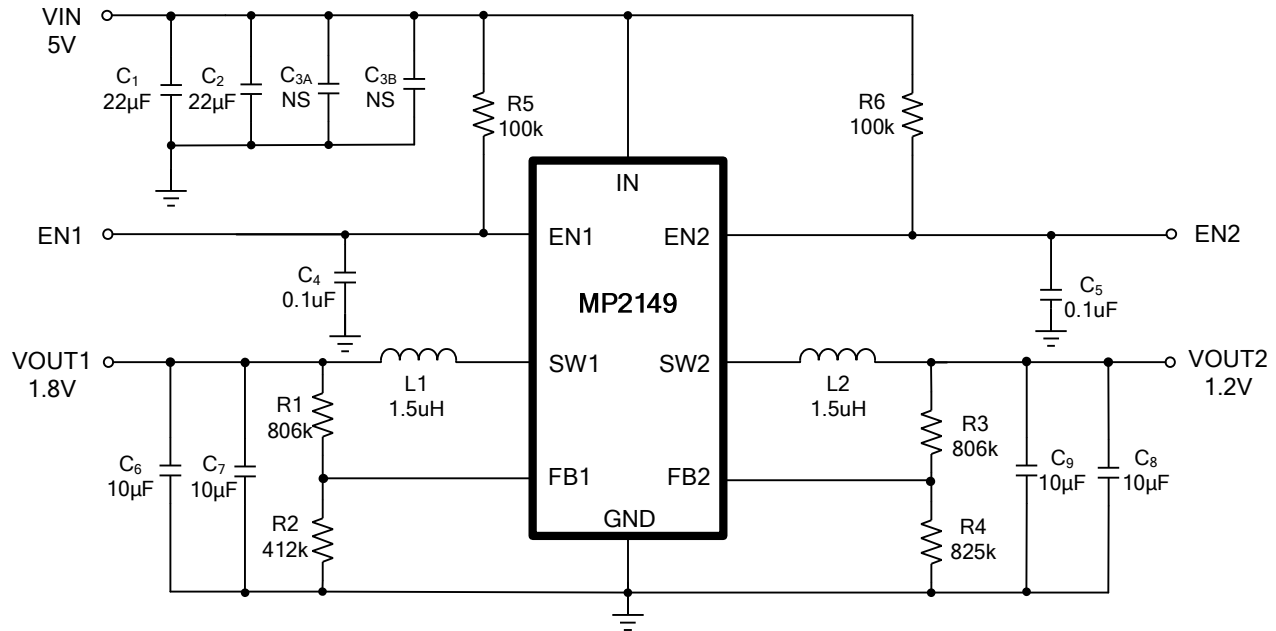 VIN
5V
C1
22µF
C2
22µF
C3A
NS
C3B
NS
R5
100k
R6
100k
IN
EN1
EN1
EN2
EN2
C4
0.1uF
MP2149
C5
0.1uF
VOUT1
1.8V
SW1
SW2
VOUT2
1.2V
L1
1.5uH
L2
1.5uH
R1
806k
R3
806k
C6
10µF
C7
10µF
FB1
FB2
C9
10µF
C8
10µF
R2
412k
GND
R4
825k